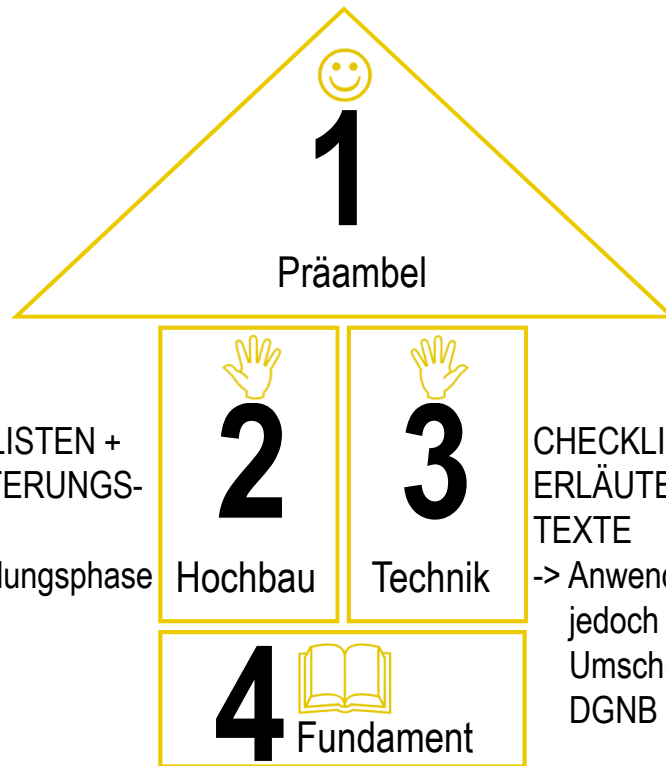 1
Präambel
LISTEN +
TERUNGS-
lungsphase
2
Hochbau
3
Technik
CHECKLI
ERLÄUTE
TEXTE
-> Anwend
jedoch
Umsch
DGNB
4
Fundament